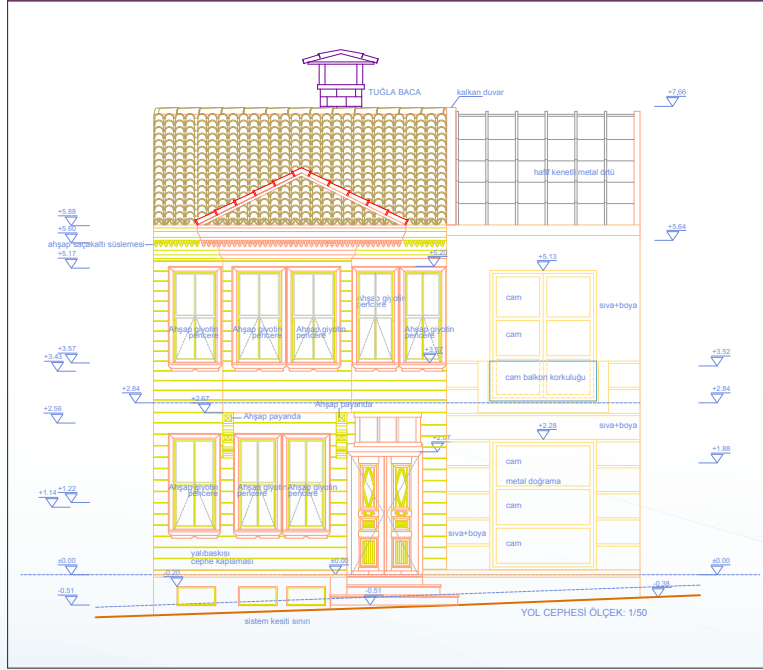 TUĞLA BACA
kalkan duvar
+7,66
hafif kenetli metal örtü
+5.88
+5.60
+5.64
ahşap saçakaltı süslemesi
+5.17
+5.20
+5.13
cam
sıva+boya
Ahşap giyotin
pencere
Ahşap giyotin
pencere
Ahşap giyotin
pencere
Ahşap giyotin
pencere
Ahşap giyotin
pencere
cam
+3.57
+3.43
+3.57
+3.52
cam balkon korkuluğu
+2.84
+2.67
+2.84
+2.56
Ahşap payanda
Ahşap payanda
sıva+boya
+2.28
+2.67
+1.88
cam
metal doğrama
Ahşap giyotin
pencere
Ahşap giyotin
pencere
Ahşap giyotin
pencere
+1.22
+1.14
cam
sıva+boya
cam
yalıbaskısı
cephe kaplaması
±0.00
±0.00
±0.00
-0.20
-0.38
-0.51
-0.51
YOL CEPHESİ ÖLÇEK: 1/50
sistem kesiti sınırı